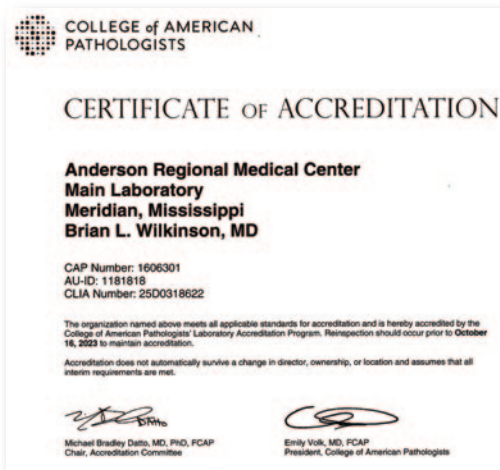 COLLEGE of AMERICAN
PATHOLOGISTS
CERTIFICATE OF ACCREDITATION
Anderson Regional Medical Center
Main Laboratory
Meridian, Mississippi
Brian L. Wilkinson, MD
CAP Number: 1606301
AU-ID: 1181818
CLIA Number: 25D0318622
The organization named above meets all applicable standards for accreditation and is hereby accredited by the
College of American Pathologists' Laboratory Accreditation Program. Reinspection should occur prior to October
16, 2023 to maintain accreditation.
Accreditation does not automatically survive a change in director, ownership, or location and assumes that all
interim requirements are met.
Michael Bradley Datto, MD, PhD, FCAP
Chair, Accreditation Committee
Emily Volk, MD, FCAP
President, College of American Pathologists